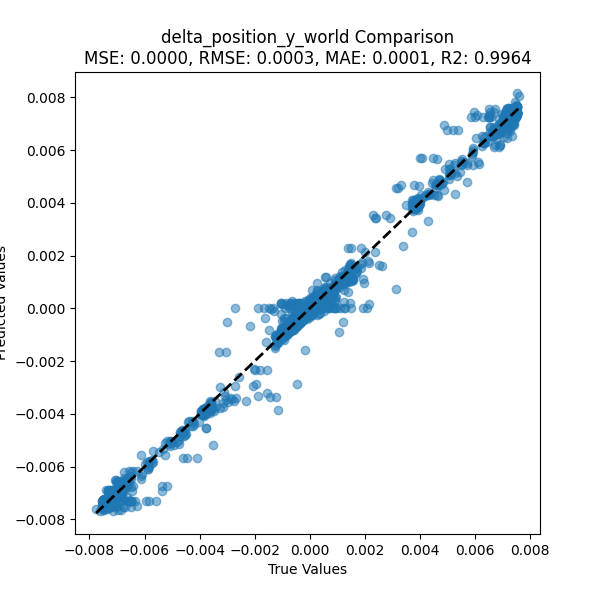 delta_position_y_world Comparison
MSE: 0.0000, RMSE: 0.0003, MAE: 0.0001, R2: 0.9964
0.008
0.006
0.004
0.002
0.000
−0.002
−0.004
−0.006
−0.008
Predicted Values
−0.008 −0.006 −0.004 −0.002 0.000 0.002 0.004 0.006 0.008
True Values